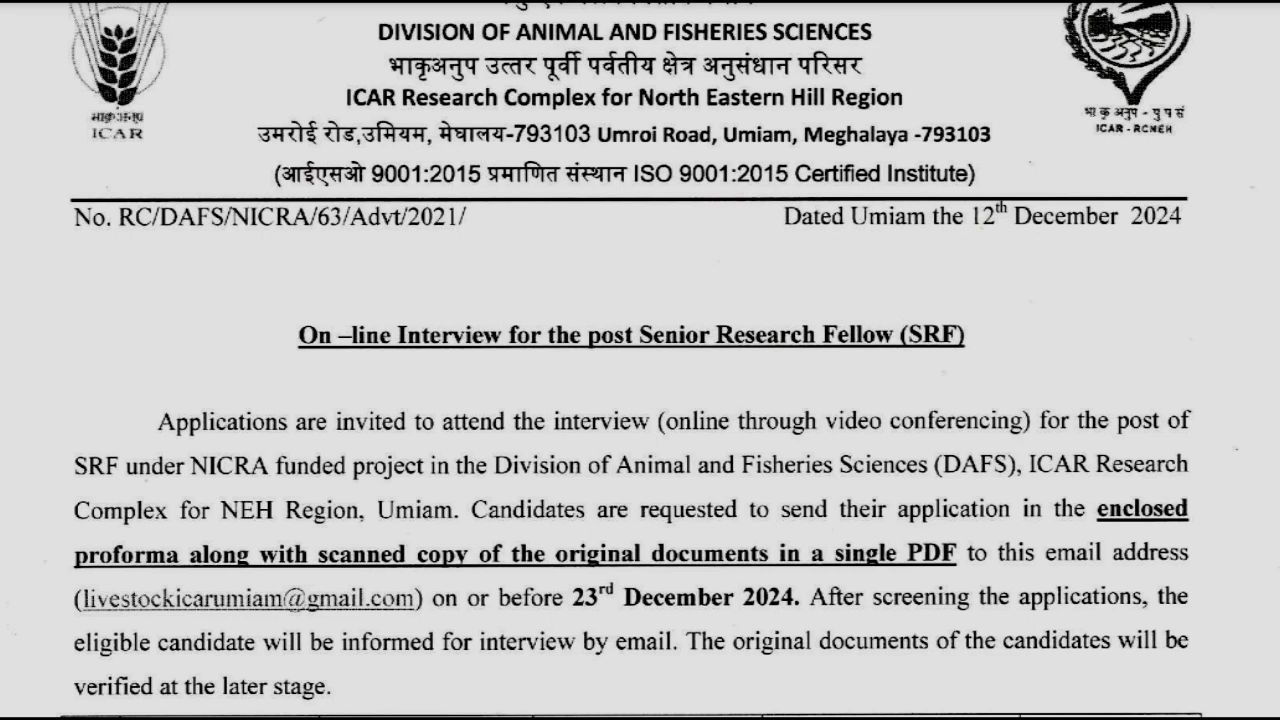 DIVISION OF ANIMAL AND FISHERIES SCIENCES
भाकृअनुप उत्तर पूर्वी पर्वतीय क्षेत्र अनुसंधान परिसर
ICAR Research Complex for North Eastern Hill Region
उमरोई रोड,उमियम, मेघालय-793103 Umroi Road, Umiam, Meghalaya -793103
(आईएसओ 9001:2015 प्रमाणित संस्थान ISO 9001:2015 Certified Institute)
भाकृअनुप
ICAR
भा कृ अनुप - पु प सं
ICAR - RCNEH
No. RC/DAFS/NICRA/63/Advt/2021/
Dated Umiam the 12th December 2024
On –line Interview for the post Senior Research Fellow (SRF)
Applications are invited to attend the interview (online through video conferencing) for the post of
SRF under NICRA funded project in the Division of Animal and Fisheries Sciences (DAFS), ICAR Research
Complex for NEH Region, Umiam. Candidates are requested to send their application in the enclosed
proforma along with scanned copy of the original documents in a single PDF to this email address
(livestockicarumiam@gmail.com) on or before 23rd December 2024. After screening the applications, the
eligible candidate will be informed for interview by email. The original documents of the candidates will be
verified at the later stage.